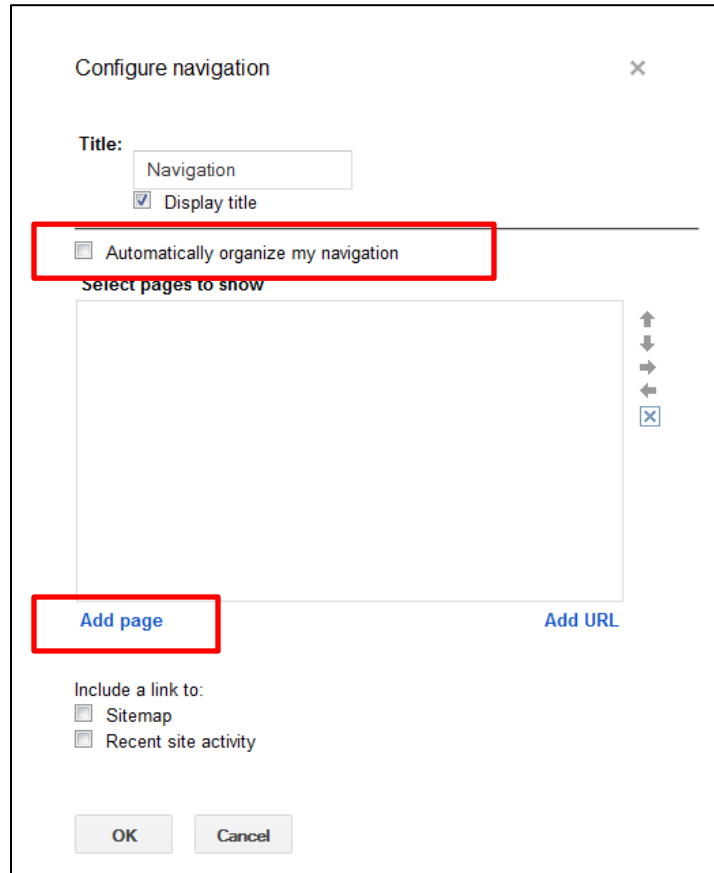 Configure navigation
Title:
Navigation
Display title
Automatically organize my navigation
Select pages to show
Add page Add URL
Include a link to:
Sitemap
Recent site activity
OK Cancel